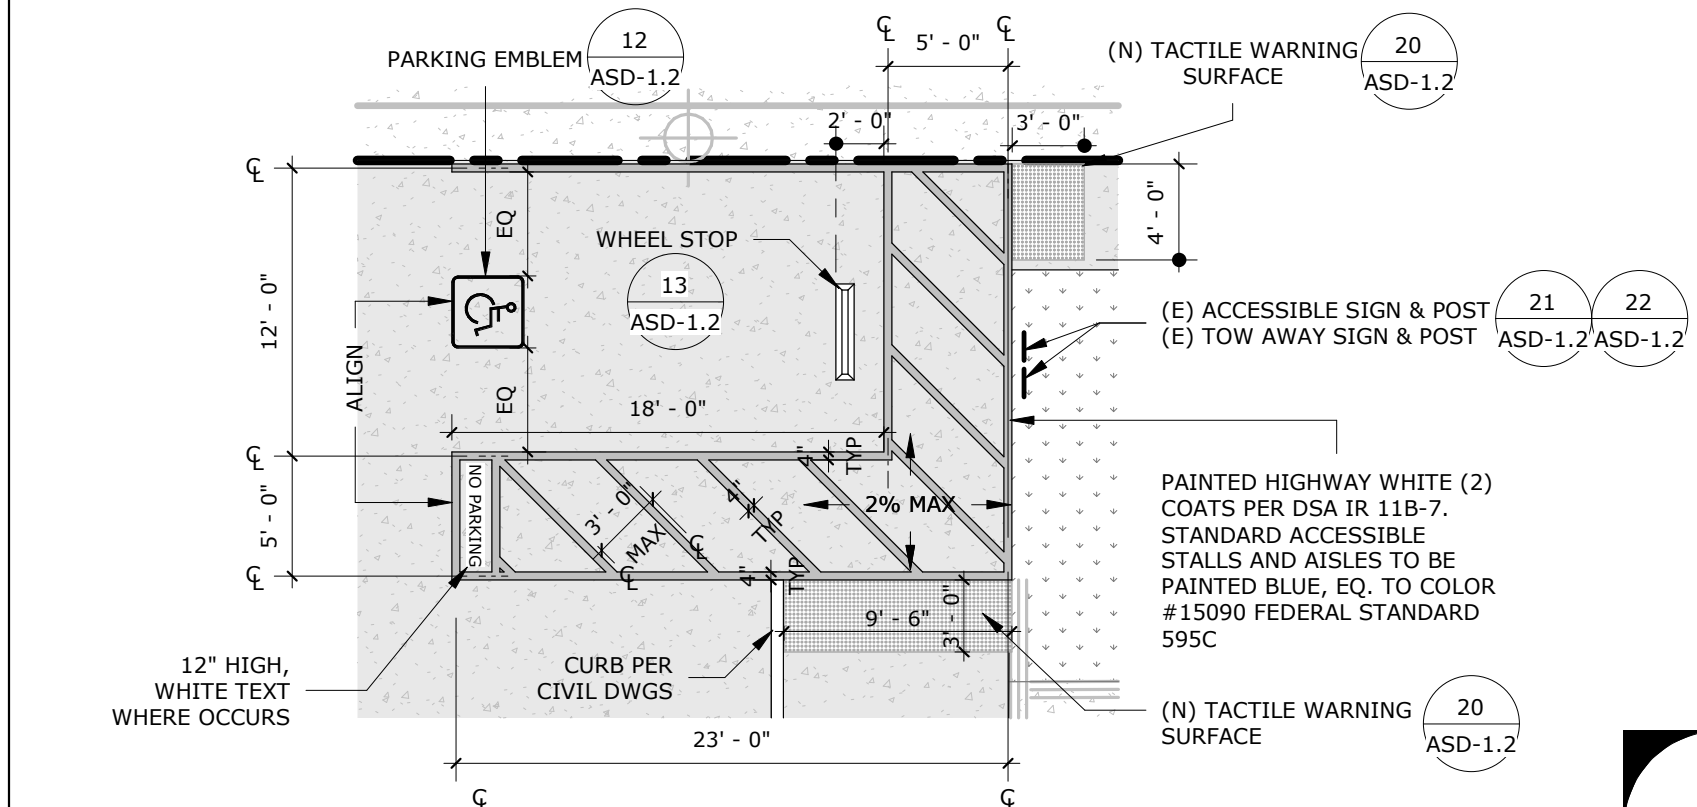 PARKING EMBLEM
12
ASD-1.2
℄
℄
5' - 0"
(N) TACTILE WARNING
SURFACE
20
ASD-1.2
2' - 0"
3' - 0"
℄
4' - 0"
EQ
WHEEL STOP
13
ASD-1.2
12' - 0"
ALIGN
EQ
(E) ACCESSIBLE SIGN & POST
(E) TOW AWAY SIGN & POST
21
ASD-1.2
22
ASD-1.2
18' - 0"
℄
4"
TYP
NO PARKING
5' - 0"
3' - 0"
MAX
℄
4"
TYP
2% MAX
PAINTED HIGHWAY WHITE (2)
COATS PER DSA IR 11B-7.
STANDARD ACCESSIBLE
STALLS AND AISLES TO BE
PAINTED BLUE, EQ. TO COLOR
#15090 FEDERAL STANDARD
595C
℄
℄
4"
TYP
9' - 6"
3' - 0"
12" HIGH,
WHITE TEXT
WHERE OCCURS
CURB PER
CIVIL DWGS
(N) TACTILE WARNING
SURFACE
20
ASD-1.2
23' - 0"
℄
℄